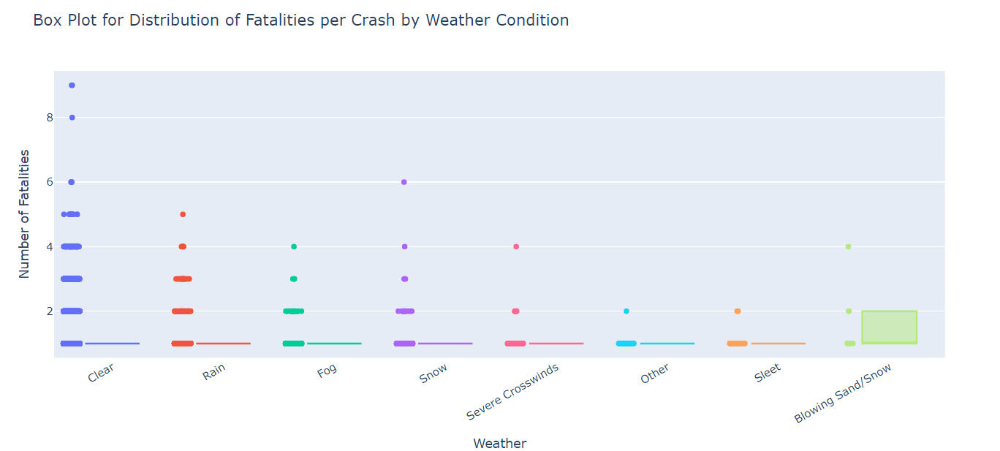 Box Plot for Distribution of Fatalities per Crash by Weather Condition
Number of Fatalities
8
6
4
2
Clear
Rain
Fog
Snow
Severe Crosswinds
Other
Sleet
Blowing Sand/Snow
Weather